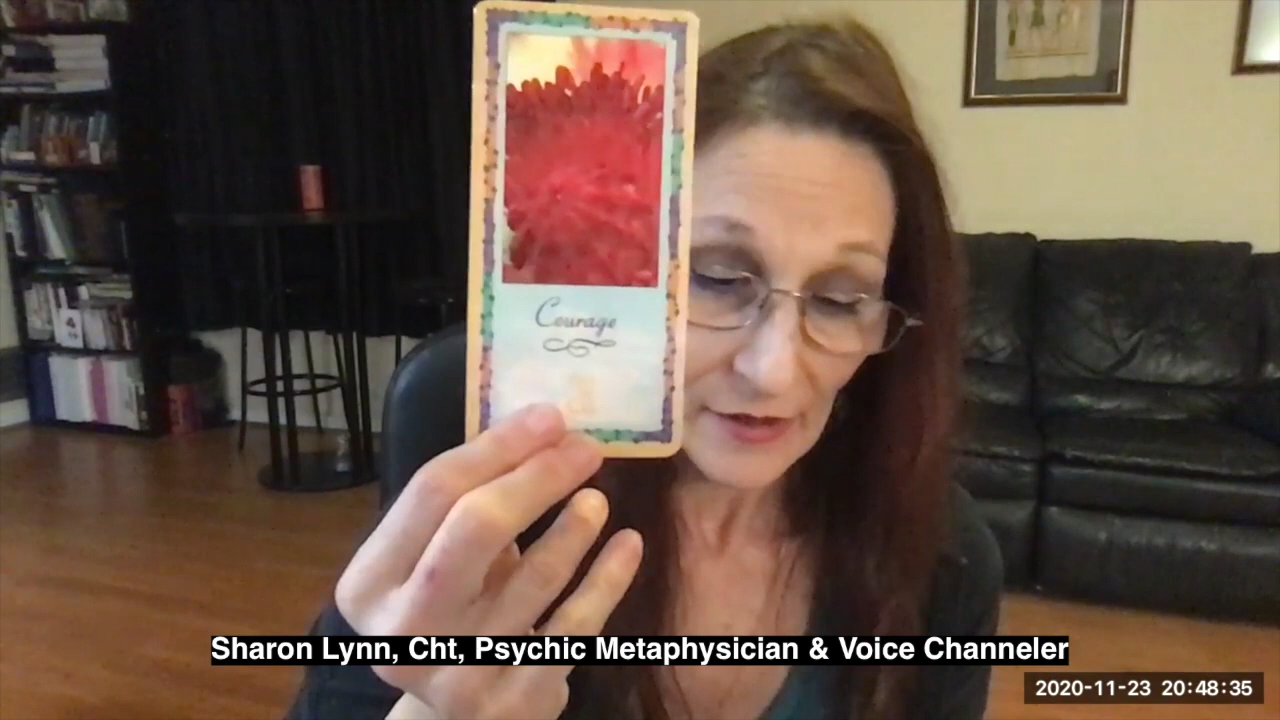 Courage
Sharon Lynn, Cht, Psychic Metaphysician & Voice Channeler
2020-11-23 20:48:35